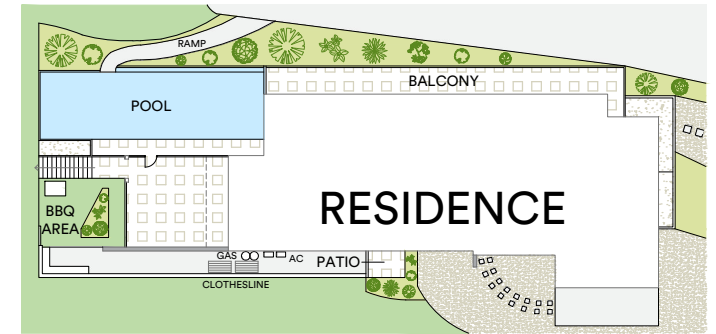 RAMP
BALCONY
POOL
RESIDENCE
BBQ
AREA
GAS
AC
PATIO
CLOTHESLINE